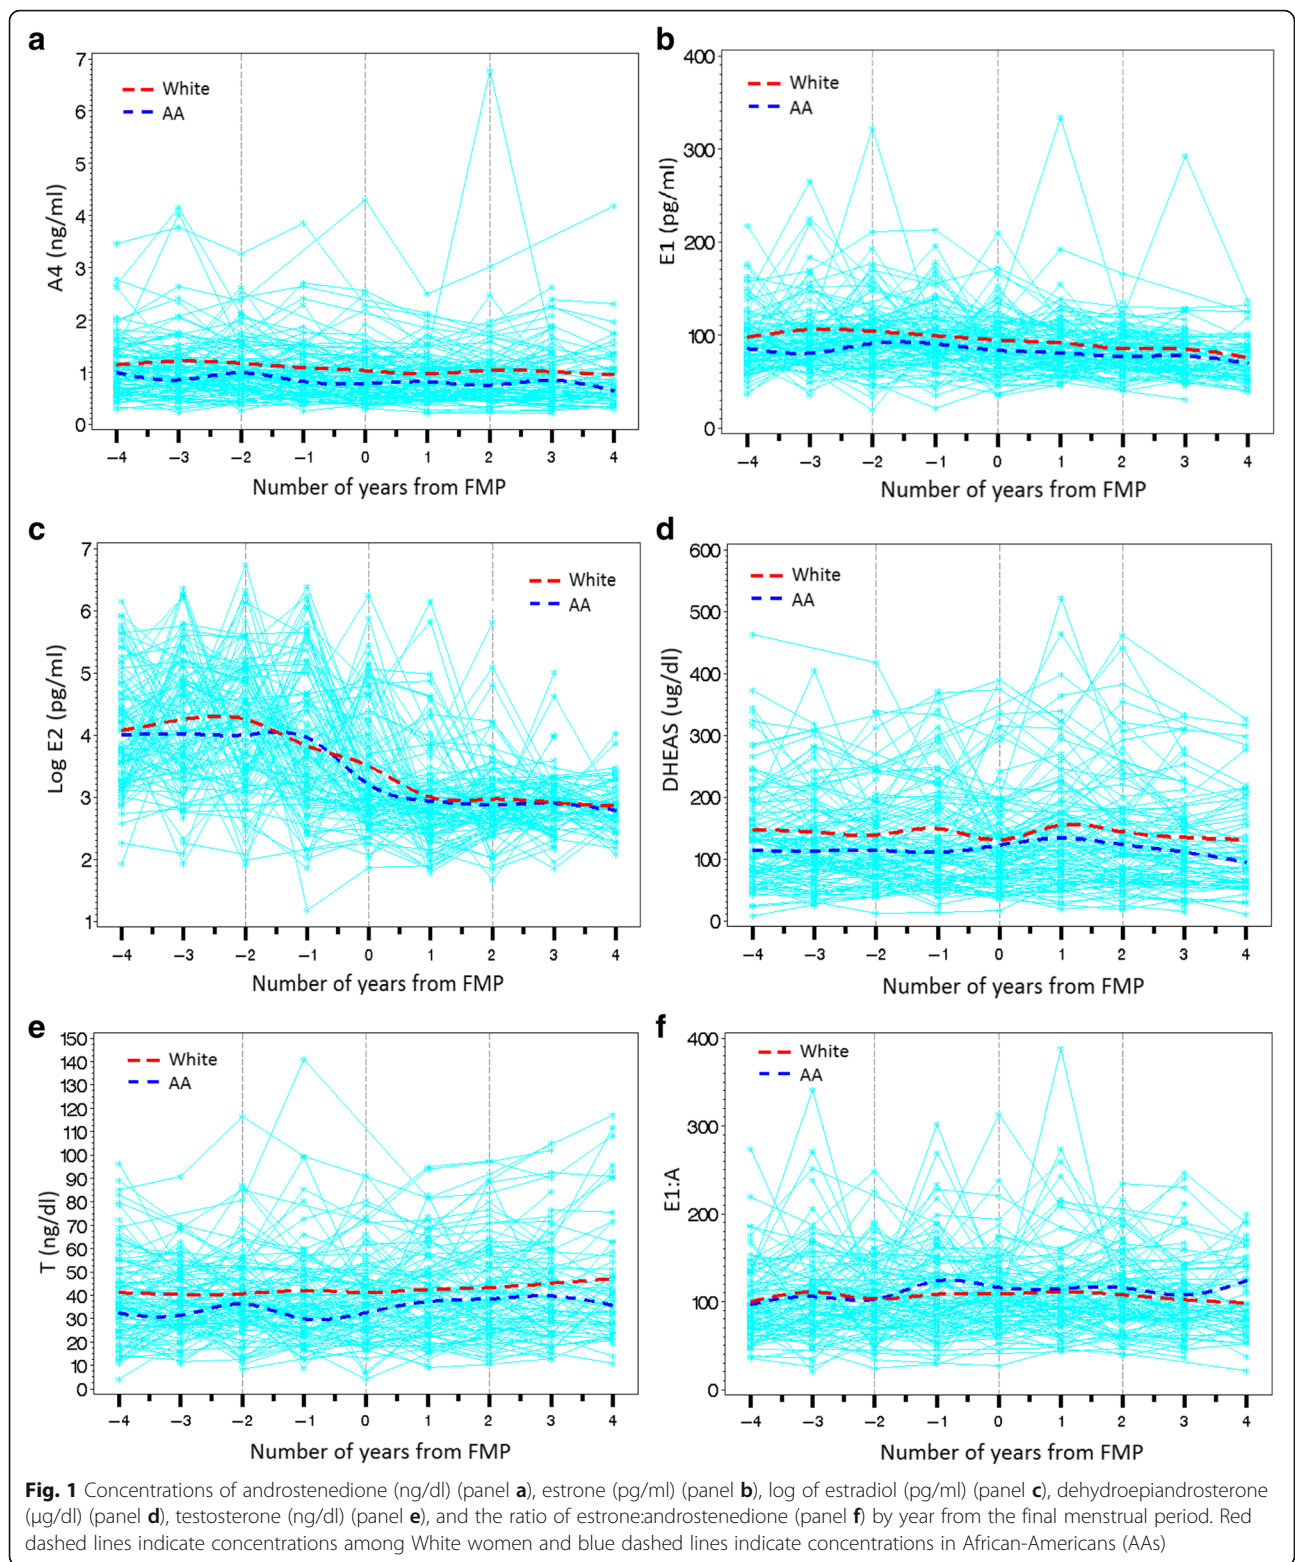 a
7
6
5
4
3
2
1
0
A4 (ng/ml)
White
AA
−4 −3 −2 −1 0 1 2 3 4
Number of years from FMP
b
400
300
200
100
0
E1 (pg/ml)
White
AA
−4 −3 −2 −1 0 1 2 3 4
Number of years from FMP
c
7
6
5
4
3
2
1
Log E2 (pg/ml)
White
AA
−4 −3 −2 −1 0 1 2 3 4
Number of years from FMP
d
600
500
400
300
200
100
0
DHEAS (ug/dl)
White
AA
−4 −3 −2 −1 0 1 2 3 4
Number of years from FMP
e
150
140
130
120
110
100
90
80
70
60
50
40
30
20
10
0
T (ng/dl)
White
AA
−4 −3 −2 −1 0 1 2 3 4
Number of years from FMP
f
400
300
200
100
0
E1:A
White
AA
−4 −3 −2 −1 0 1 2 3 4
Number of years from FMP
Fig. 1 Concentrations of androstenedione (ng/dl) (panel a), estrone (pg/ml) (panel b), log of estradiol (pg/ml) (panel c), dehydroepiandrosterone
(μg/dl) (panel d), testosterone (ng/dl) (panel e), and the ratio of estrone:androstenedione (panel f) by year from the final menstrual period. Red
dashed lines indicate concentrations among White women and blue dashed lines indicate concentrations in African-Americans (AAs)